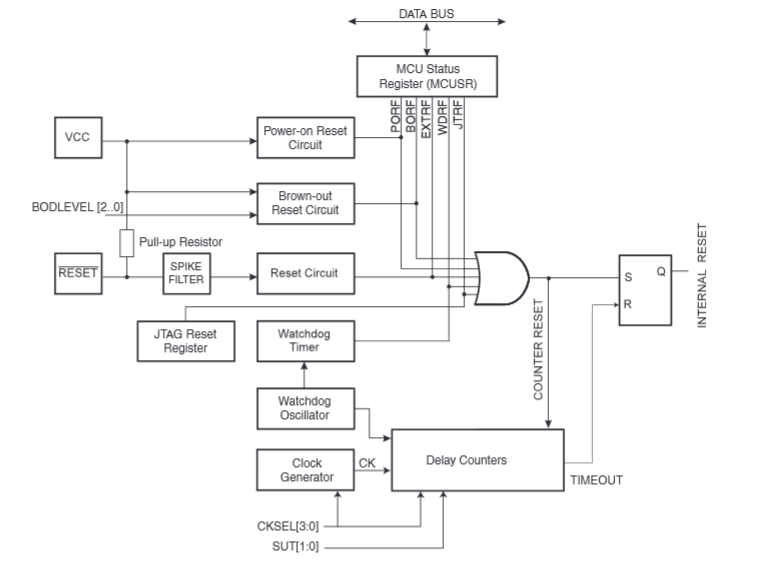 DATA BUS
MCU Status
Register (MCUSR)
PORF
BORF
EXTRF
WDRF
JTRF
VCC
Power-on Reset
Circuit
BODLEVEL [2..0]
Brown-out
Reset Circuit
Pull-up Resistor
RESET
SPIKE
FILTER
Reset Circuit
S
Q
R
INTERNAL RESET
JTAG Reset
Register
Watchdog
Timer
COUNTER RESET
Watchdog
Oscillator
Clock
Generator
CK
Delay Counters
TIMEOUT
CKSEL[3:0]
SUT[1:0]